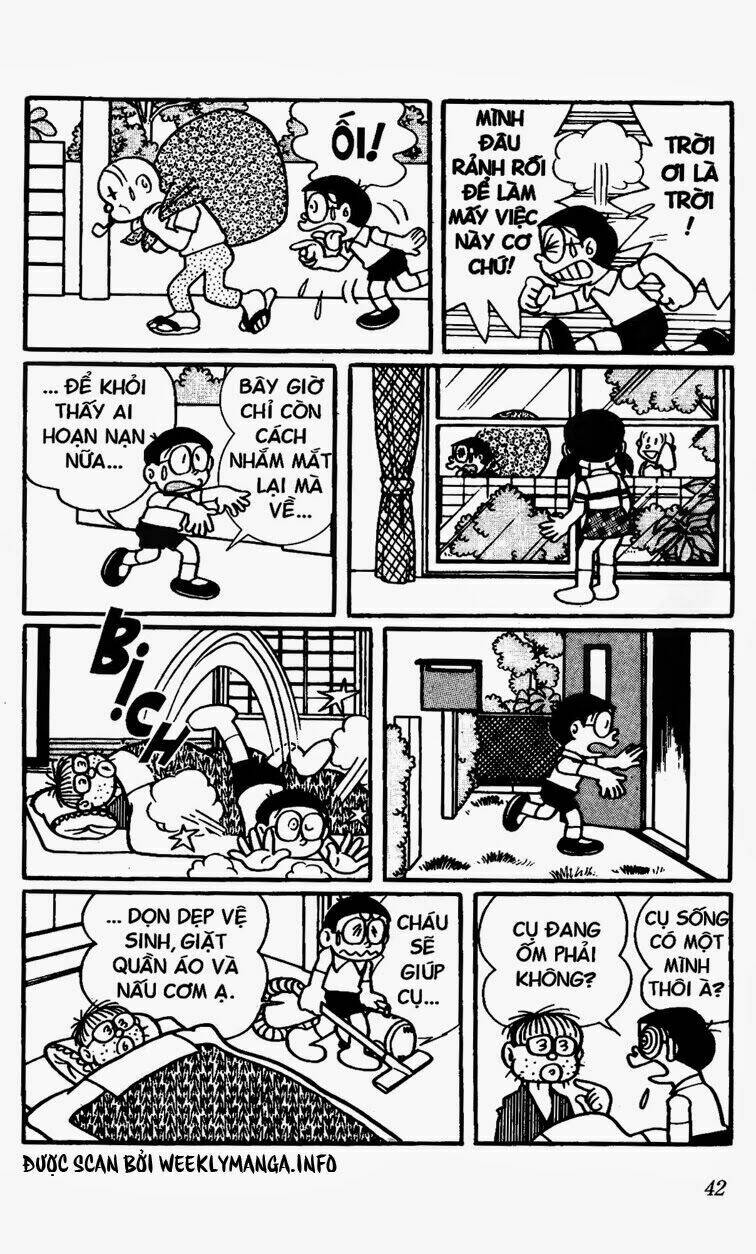 TRỜI
ƠI LÀ
TRỜI
!
MÌNH
ĐÂU
RẢNH RỖI
ĐỂ LÀM
MẤY VIỆC
NÀY CƠ
CHỨ!
ỐI!
BÂY GIỜ
CHỈ CÒN
CÁCH
NHẮM MẮT
LẠI MÀ
VỀ...
... ĐỂ KHỎI
THẤY AI
HOẠN NẠN
NỮA...
BỊCH
CỤ SỐNG
CÓ MỘT
MÌNH
THÔI À?
CỤ ĐANG
ỐM PHẢI
KHÔNG?
CHÁU
SẼ
GIÚP
CỤ...
... DỌN DẸP VỆ
SINH, GIẶT
QUẦN ÁO VÀ
NẤU CƠM Ạ.
ĐƯỢC SCAN BỞI WEEKLYMANGA.INFO
42